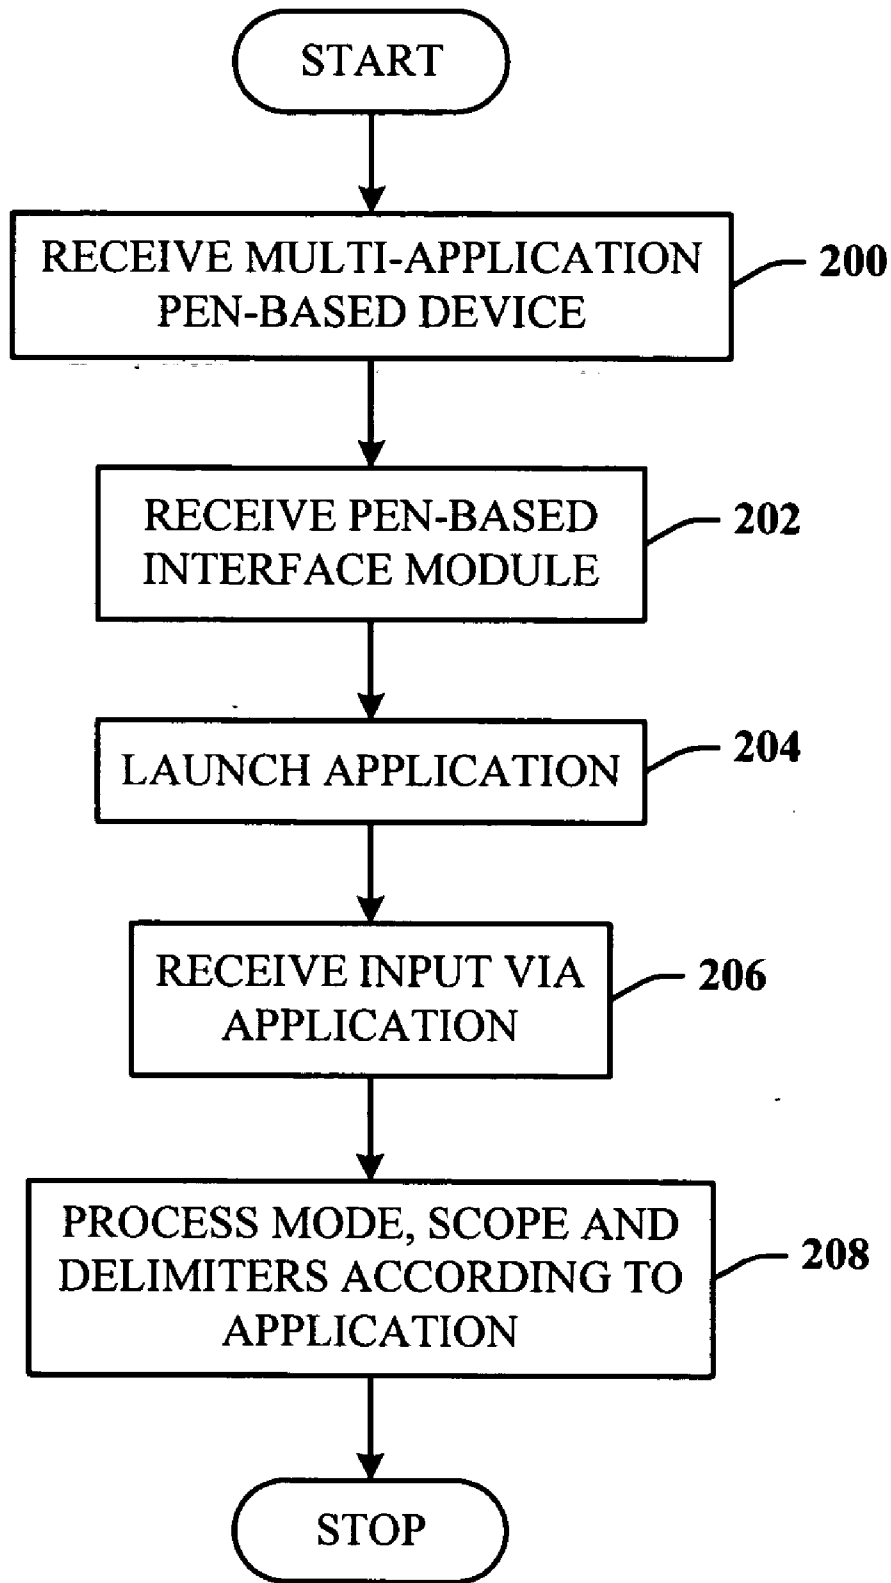 START
RECEIVE MULTI-APPLICATION
PEN-BASED DEVICE
200
RECEIVE PEN-BASED
INTERFACE MODULE
202
LAUNCH APPLICATION
204
RECEIVE INPUT VIA
APPLICATION
206
PROCESS MODE, SCOPE AND
DELIMITERS ACCORDING TO
APPLICATION
208
STOP